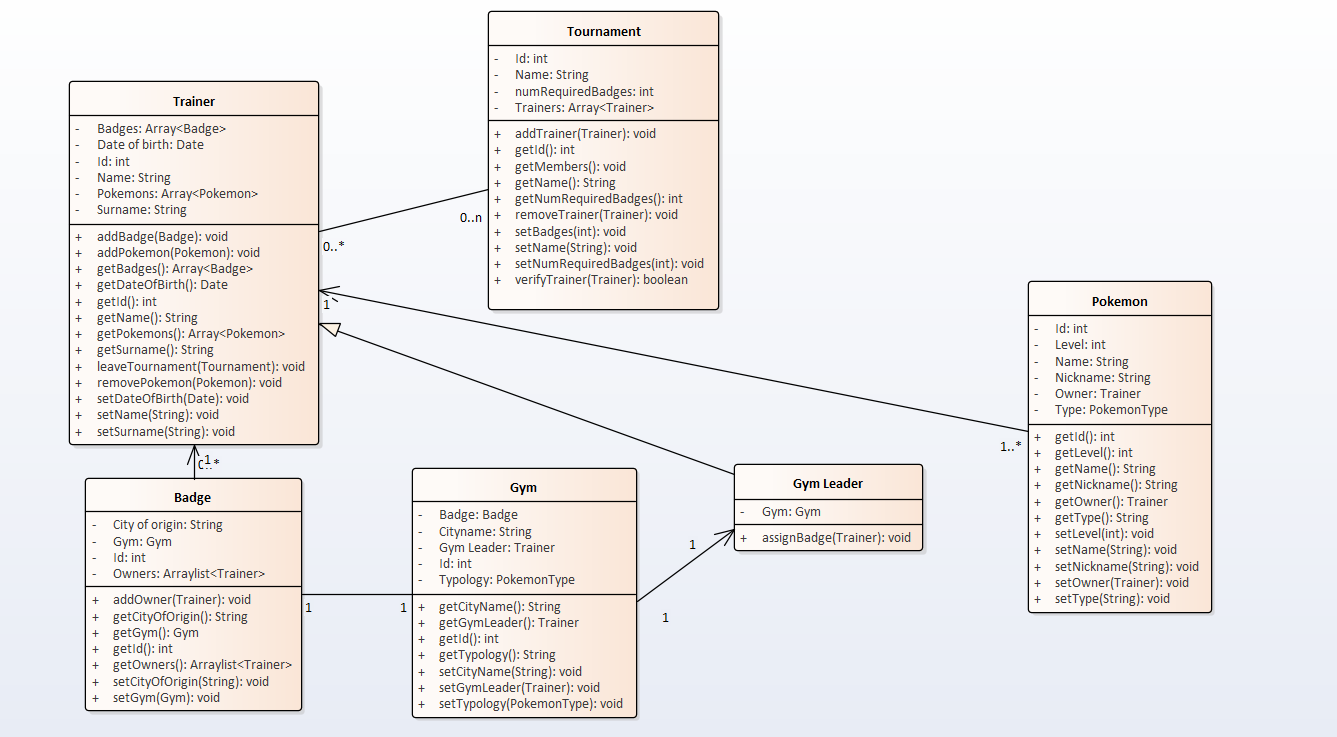 Tournament
- Id: int
- Name: String
- numRequiredBadges: int
- Trainers: Array<Trainer>
+ addTrainer(Trainer): void
+ getId(): int
+ getMembers(): void
+ getName(): String
+ getNumRequiredBadges(): int
+ removeTrainer(Trainer): void
+ setBadges(int): void
+ setName(String): void
+ setNumRequiredBadges(int): void
+ verifyTrainer(Trainer): boolean
Trainer
- Badges: Array<Badge>
- Date of birth: Date
- Id: int
- Name: String
- Pokemons: Array<Pokemon>
- Surname: String
+ addBadge(Badge): void
+ addPokemon(Pokemon): void
+ getBadges(): Array<Badge>
+ getDateOfBirth(): Date
+ getId(): int
+ getName(): String
+ getPokemons(): Array<Pokemon>
+ getSurname(): String
+ leaveTournament(Tournament): void
+ removePokemon(Pokemon): void
+ setDateOfBirth(Date): void
+ setName(String): void
+ setSurname(String): void
0..n
0..*
1
Pokemon
- Id: int
- Level: int
- Name: String
- Nickname: String
- Owner: Trainer
- Type: PokemonType
+ getId(): int
+ getLevel(): int
+ getName(): String
+ getNickname(): String
+ getOwner(): Trainer
+ getType(): String
+ setLevel(int): void
+ setName(String): void
+ setNickname(String): void
+ setOwner(Trainer): void
+ setType(String): void
1..*
1
0..*
Badge
- City of origin: String
- Gym: Gym
- Id: int
- Owners: Arraylist<Trainer>
+ addOwner(Trainer): void
+ getCityOfOrigin(): String
+ getGym(): Gym
+ getId(): int
+ getOwners(): Arraylist<Trainer>
+ setCityOfOrigin(String): void
+ setGym(Gym): void
1
1
Gym
- Badge: Badge
- Cityname: String
- Gym Leader: Trainer
- Id: int
- Typology: PokemonType
+ getCityName(): String
+ getGymLeader(): Trainer
+ getId(): int
+ getTypology(): String
+ setCityName(String): void
+ setGymLeader(Trainer): void
+ setTypology(PokemonType): void
1
1
Gym Leader
- Gym: Gym
+ assignBadge(Trainer): void